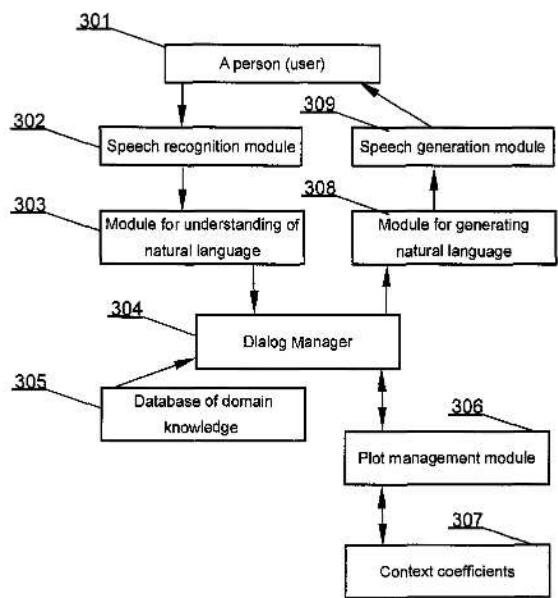 301
A person (user)
309
302
Speech recognition module
Speech generation module
303
308
Module for understanding of
natural language
Module for generating
natural language
304
Dialog Manager
305
Database of domain
knowledge
306
Plot management module
307
Context coefficients